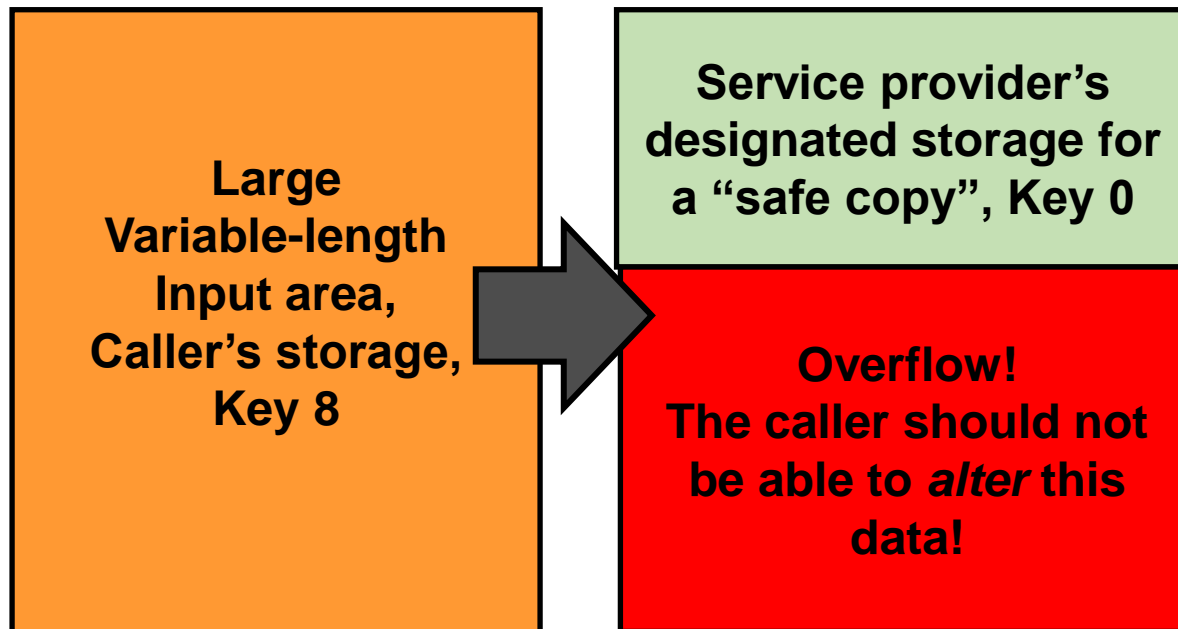 Large
Variable-length
Input area,
Caller’s storage,
Key 8
Service provider’s
designated storage for
a “safe copy”, Key 0
Overflow!
The caller should not
be able to alter this
data!